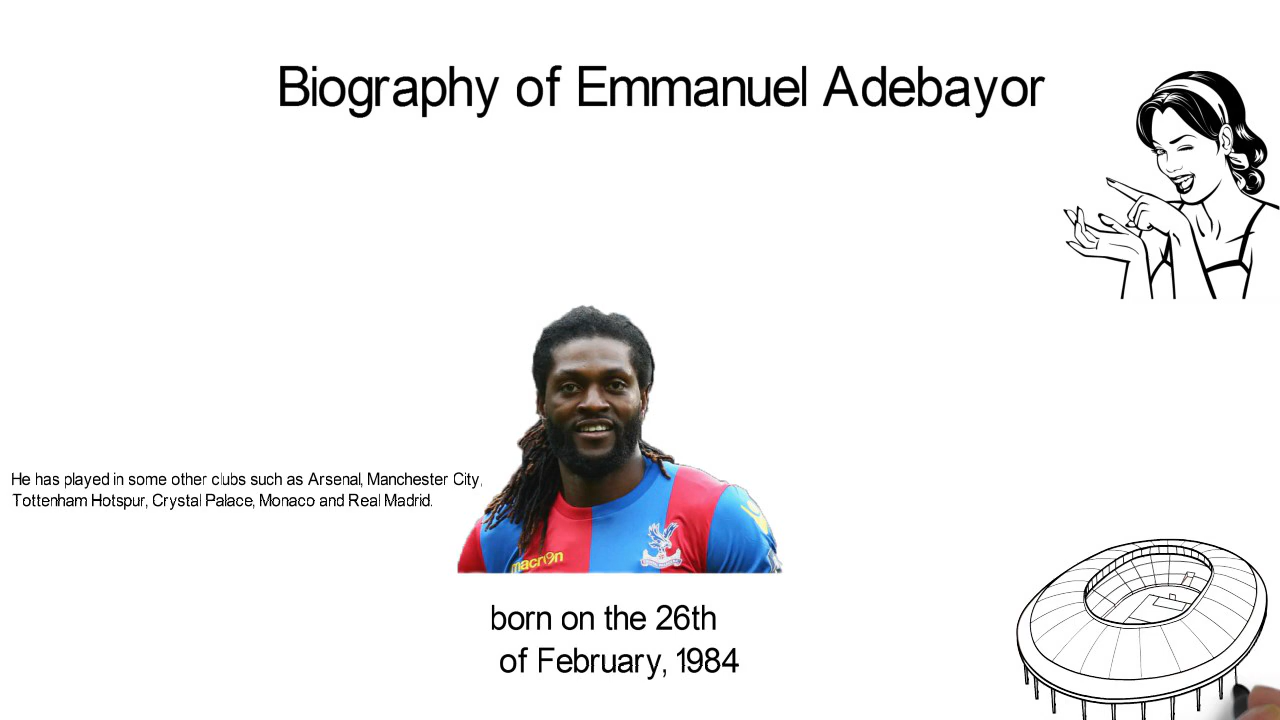 Biography of Emmanuel Adebayor
He has played in some other clubs such as Arsenal, Manchester City,
Tottenham Hotspur, Crystal Palace, Monaco and Real Madrid.
macron
born on the 26th
of February, 1984